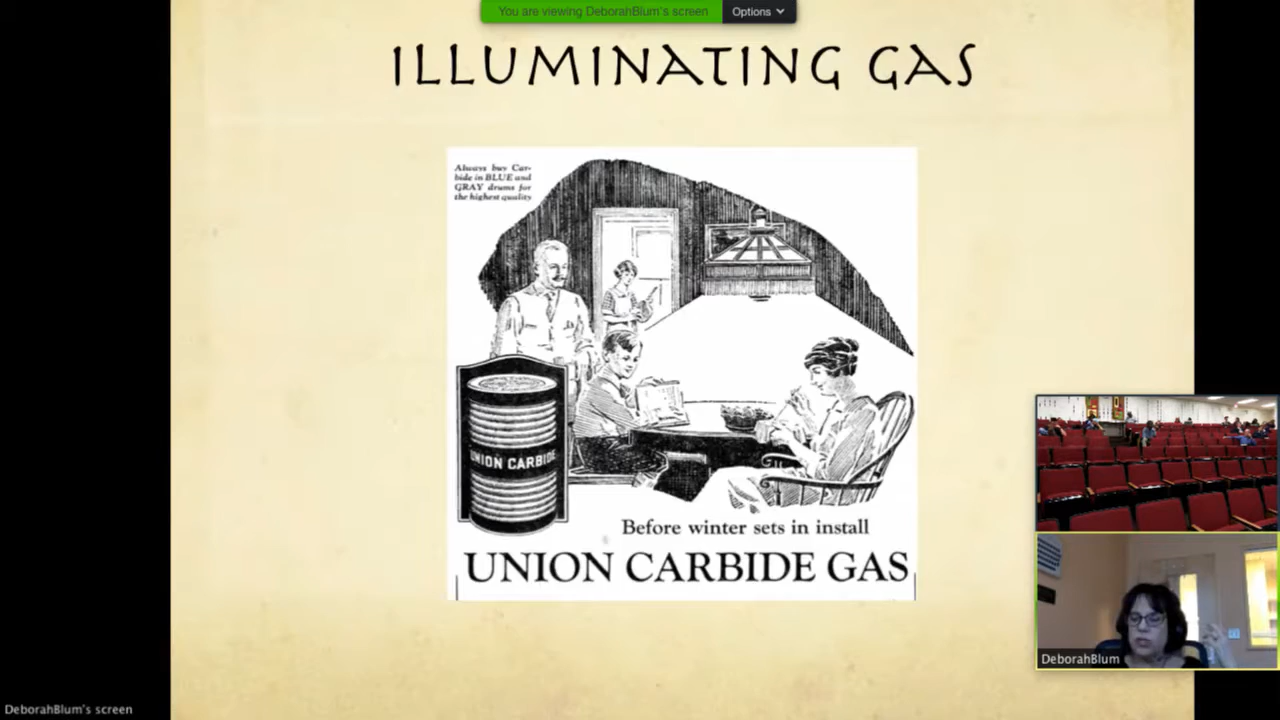 You are viewing DeborahBlum's screen
Options
ILLUMINATING GAS
Always buy Car-
bide in BLUE and
GRAY drums for
the highest quality
UNION CARBIDE
Before winter sets in install
UNION CARBIDE GAS
DeborahBlum
DeborahBlum's screen